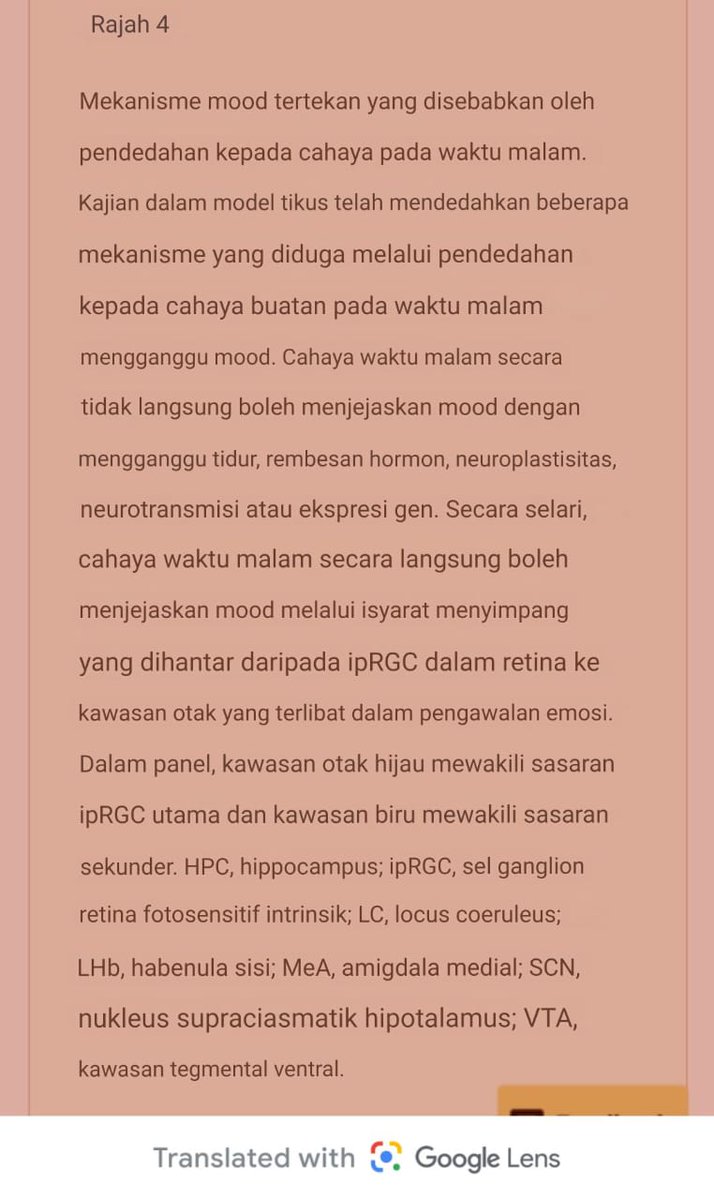 Rajah 4
Mekanisme mood tertekan yang disebabkan oleh
pendedahan kepada cahaya pada waktu malam.
Kajian dalam model tikus telah mendedahkan beberapa
mekanisme yang diduga melalui pendedahan
kepada cahaya buatan pada waktu malam
mengganggu mood. Cahaya waktu malam secara
tidak langsung boleh menjejaskan mood dengan
mengganggu tidur, rembesan hormon, neuroplastisitas,
neurotransmisi atau ekspresi gen. Secara selari,
cahaya waktu malam secara langsung boleh
menjejaskan mood melalui isyarat menyimpang
yang dihantar daripada ipRGC dalam retina ke
kawasan otak yang terlibat dalam pengawalan emosi.
Dalam panel, kawasan otak hijau mewakili sasaran
ipRGC utama dan kawasan biru mewakili sasaran
sekunder. HPC, hippocampus; ipRGC, sel ganglion
retina fotosensitif intrinsik; LC, locus coeruleus;
LHb, habenula sisi; MeA, amigdala medial; SCN,
nukleus supraciasmatik hipotalamus; VTA,
kawasan tegmental ventral.
Translated with Google Lens